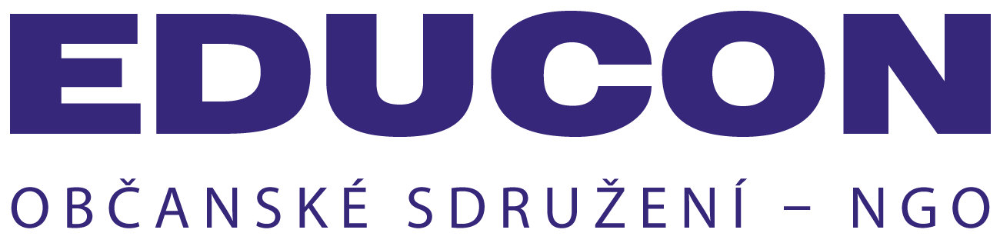 EDUCON
OBČANSKÉ SDRUŽENÍ – NGO